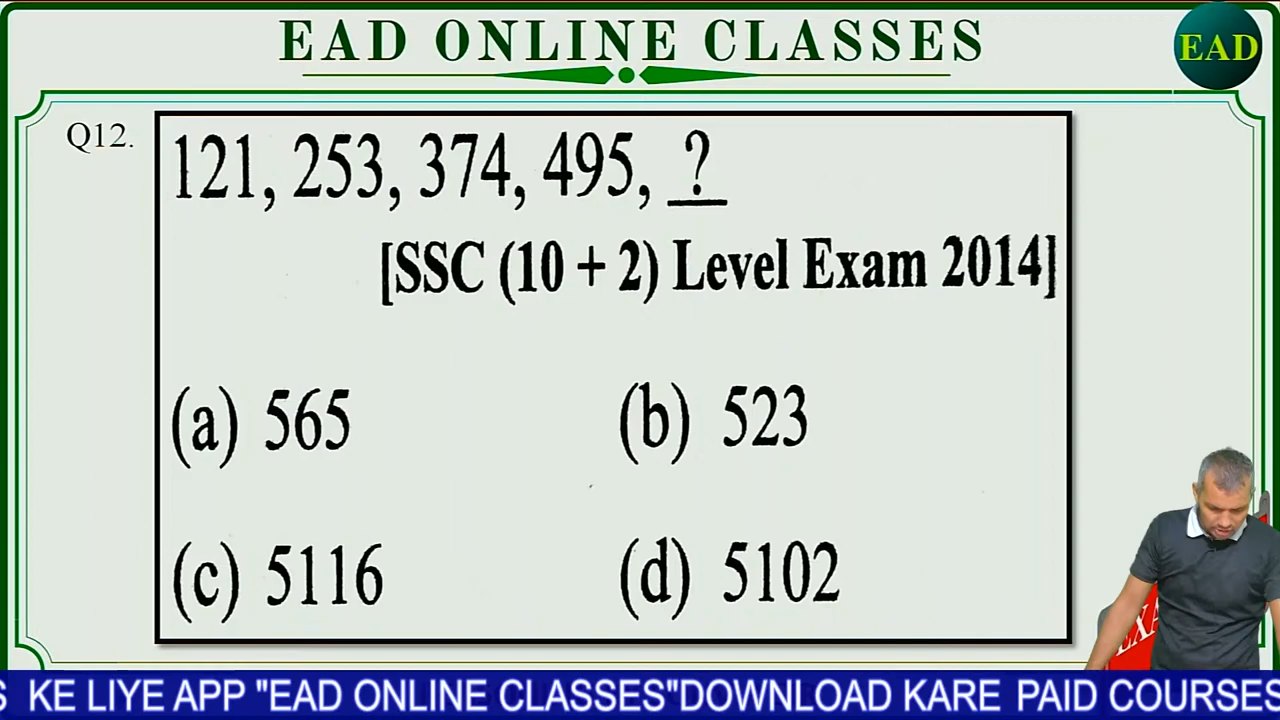 EAD ONLINE CLASSES
EAD
Q12.
121, 253, 374, 495, ?
[SSC (10 + 2) Level Exam 2014]
(a) 565 (b) 523
(c) 5116 (d) 5102
EXA
S KE LIYE APP "EAD ONLINE CLASSES"DOWNLOAD KARE PAID COURSES